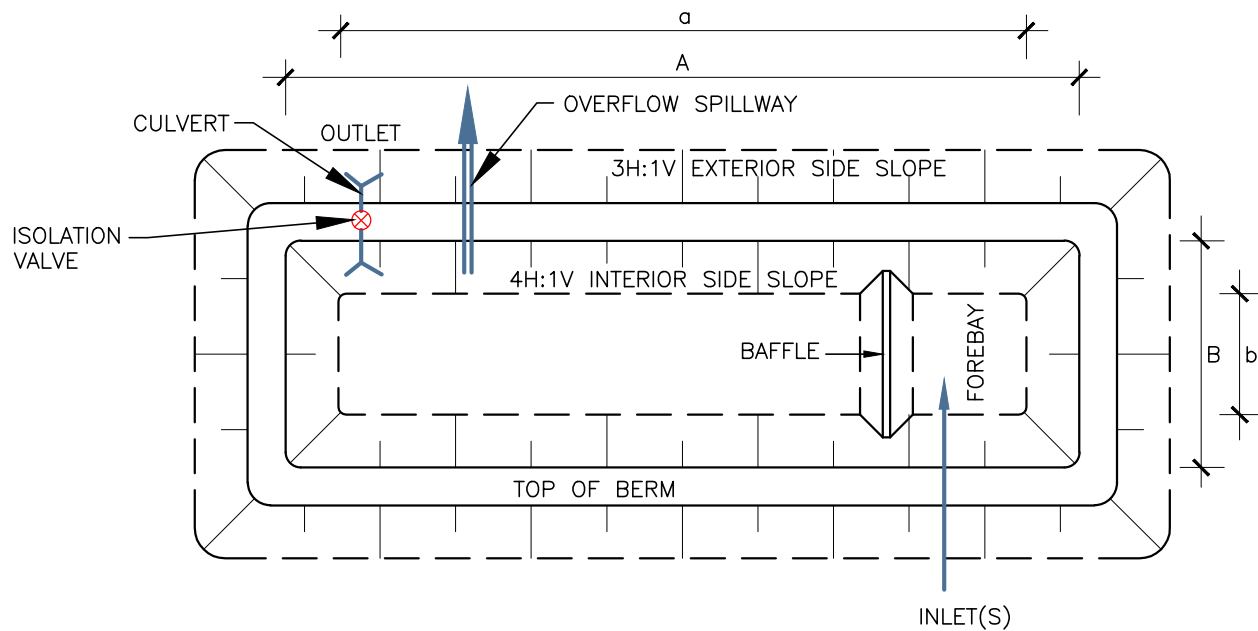 a
A
OVERFLOW SPILLWAY
CULVERT
OUTLET
3H:1V EXTERIOR SIDE SLOPE
ISOLATION
VALVE
4H:1V INTERIOR SIDE SLOPE
BAFFLE
FOREBAY
B
b
TOP OF BERM
INLET(S)